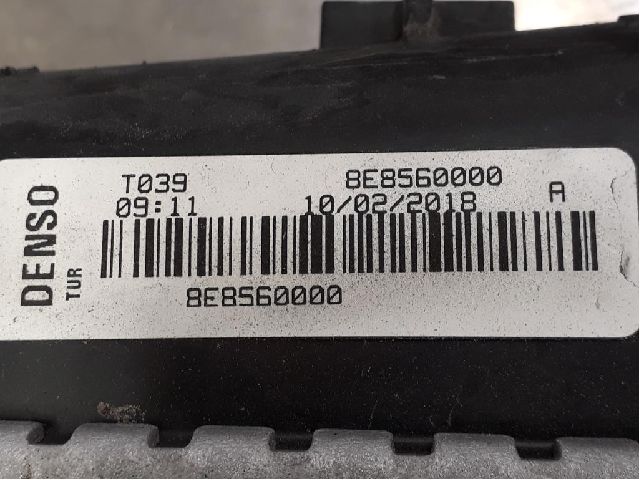 DENSO
TUR
T039 8E8560000
09:11 10/02/2018 A
8E8560000